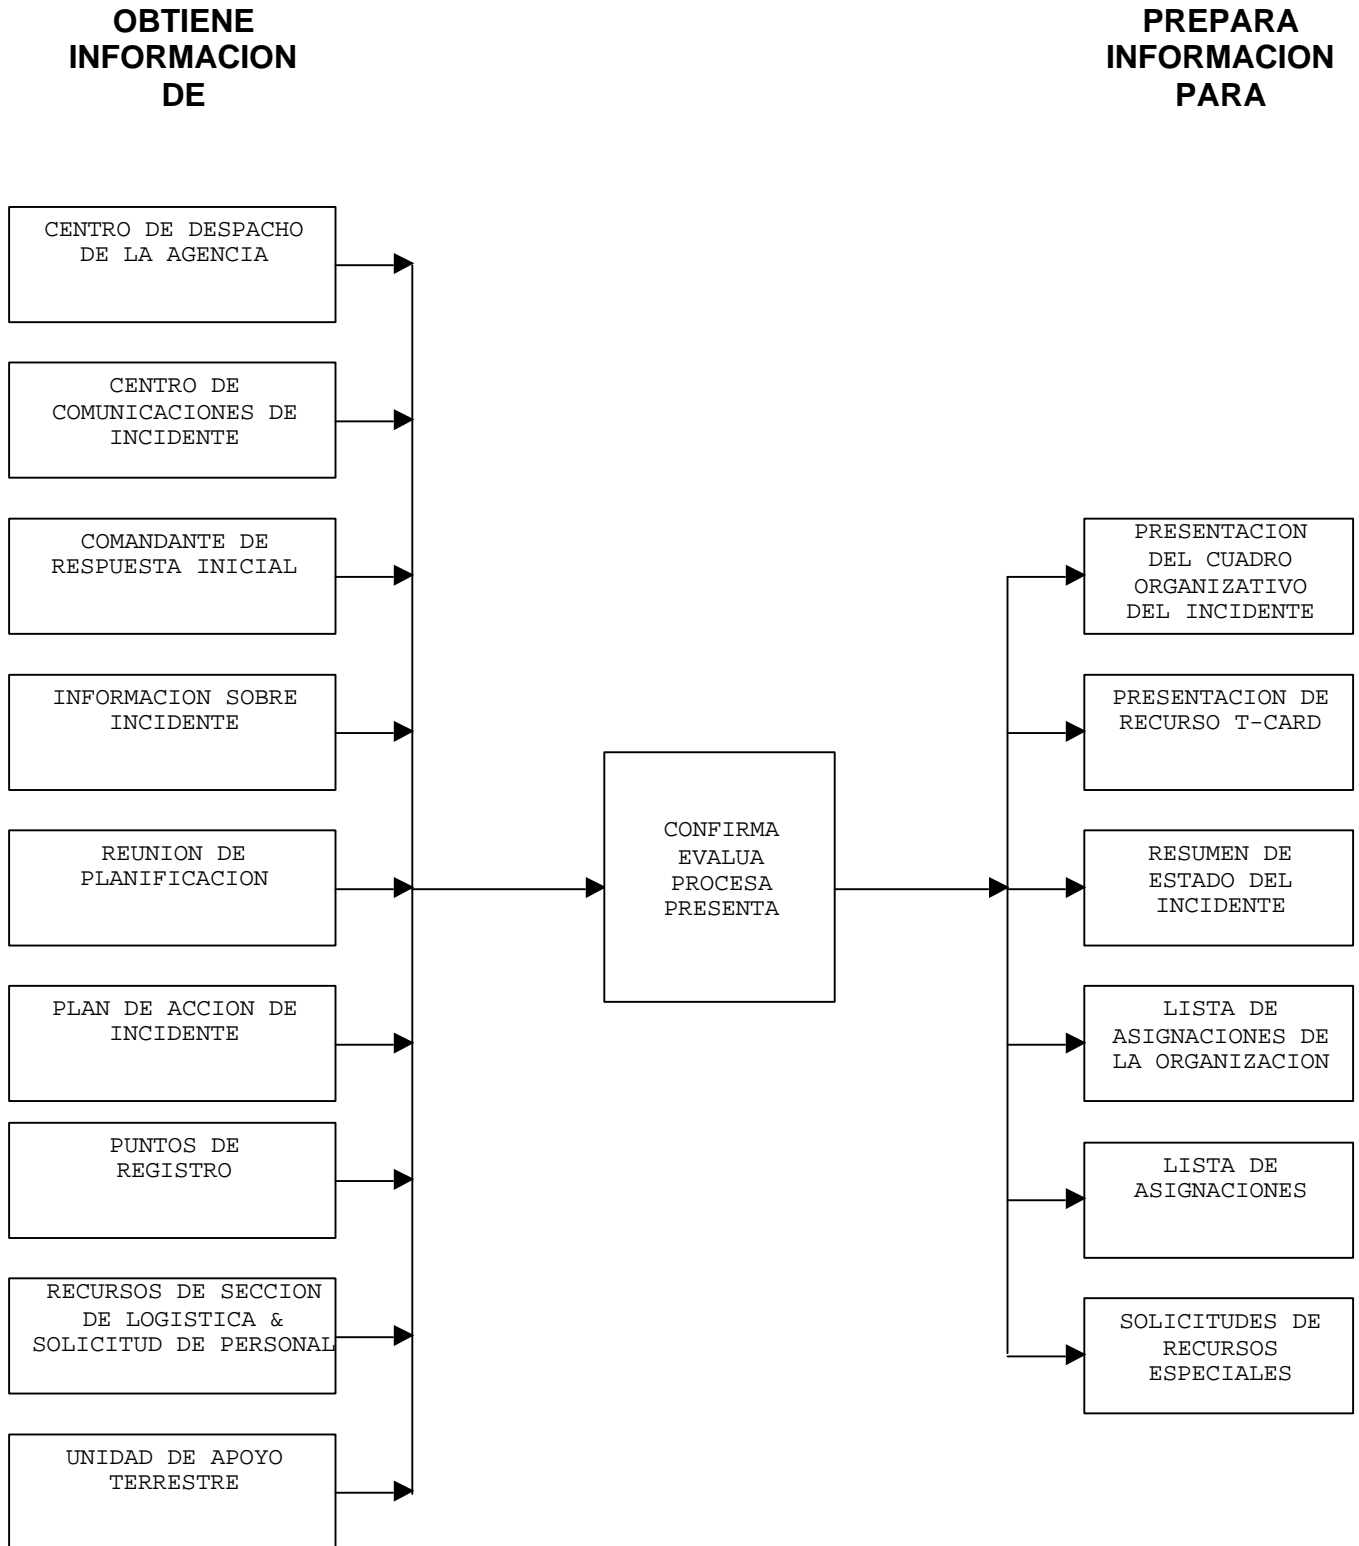 OBTIENE
INFORMACION
DE
PREPARA
INFORMACION
PARA
CENTRO DE DESPACHO
DE LA AGENCIA
CENTRO DE
COMUNICACIONES DE
INCIDENTE
COMANDANTE DE
RESPUESTA INICIAL
INFORMACION SOBRE
INCIDENTE
REUNION DE
PLANIFICACION
PLAN DE ACCION DE
INCIDENTE
PUNTOS DE
REGISTRO
RECURSOS DE SECCION
DE LOGISTICA &
SOLICITUD DE PERSONAL
UNIDAD DE APOYO
TERRESTRE
CONFIRMA
EVALUA
PROCESA
PRESENTA
PRESENTACION
DEL CUADRO
ORGANIZATIVO
DEL INCIDENTE
PRESENTACION DE
RECURSO T-CARD
RESUMEN DE
ESTADO DEL
INCIDENTE
LISTA DE
ASIGNACIONES DE
LA ORGANIZACION
LISTA DE
ASIGNACIONES
SOLICITUDES DE
RECURSOS
ESPECIALES